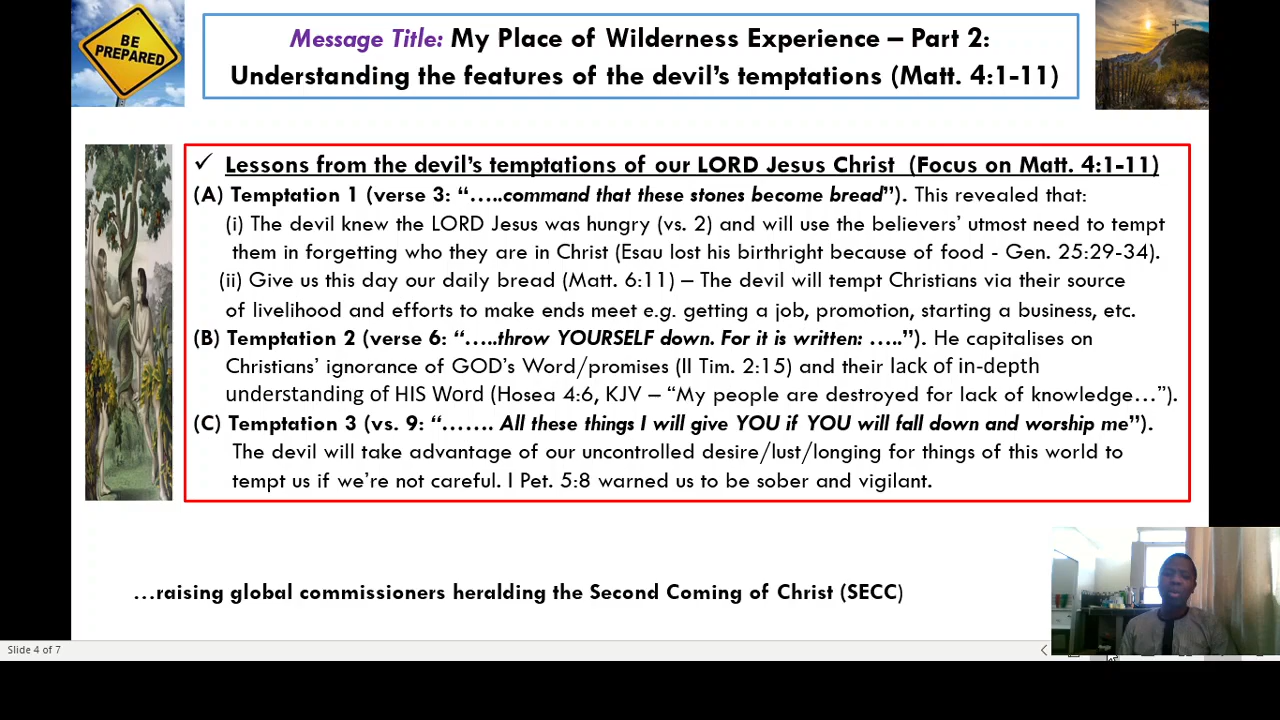 BE
PREPARED
Message Title: My Place of Wilderness Experience – Part 2:
Understanding the features of the devil's temptations (Matt. 4:1-11)
✓ Lessons from the devil's temptations of our LORD Jesus Christ (Focus on Matt. 4:1-11)
(A) Temptation 1 (verse 3: “…..command that these stones become bread”). This revealed that:
(i) The devil knew the LORD Jesus was hungry (vs. 2) and will use the believers' utmost need to tempt
them in forgetting who they are in Christ (Esau lost his birthright because of food - Gen. 25:29-34).
(ii) Give us this day our daily bread (Matt. 6:11) – The devil will tempt Christians via their source
of livelihood and efforts to make ends meet e.g. getting a job, promotion, starting a business, etc.
(B) Temptation 2 (verse 6: “…..throw YOURSELF down. For it is written: …..”). He capitalises on
Christians' ignorance of GOD's Word/promises (II Tim. 2:15) and their lack of in-depth
understanding of HIS Word (Hosea 4:6, KJV – “My people are destroyed for lack of knowledge…”).
(C) Temptation 3 (vs. 9: “……. All these things I will give YOU if YOU will fall down and worship me”).
The devil will take advantage of our uncontrolled desire/lust/longing for things of this world to
tempt us if we're not careful. I Pet. 5:8 warned us to be sober and vigilant.
…raising global commissioners heralding the Second Coming of Christ (SECC)
Slide 4 of 7